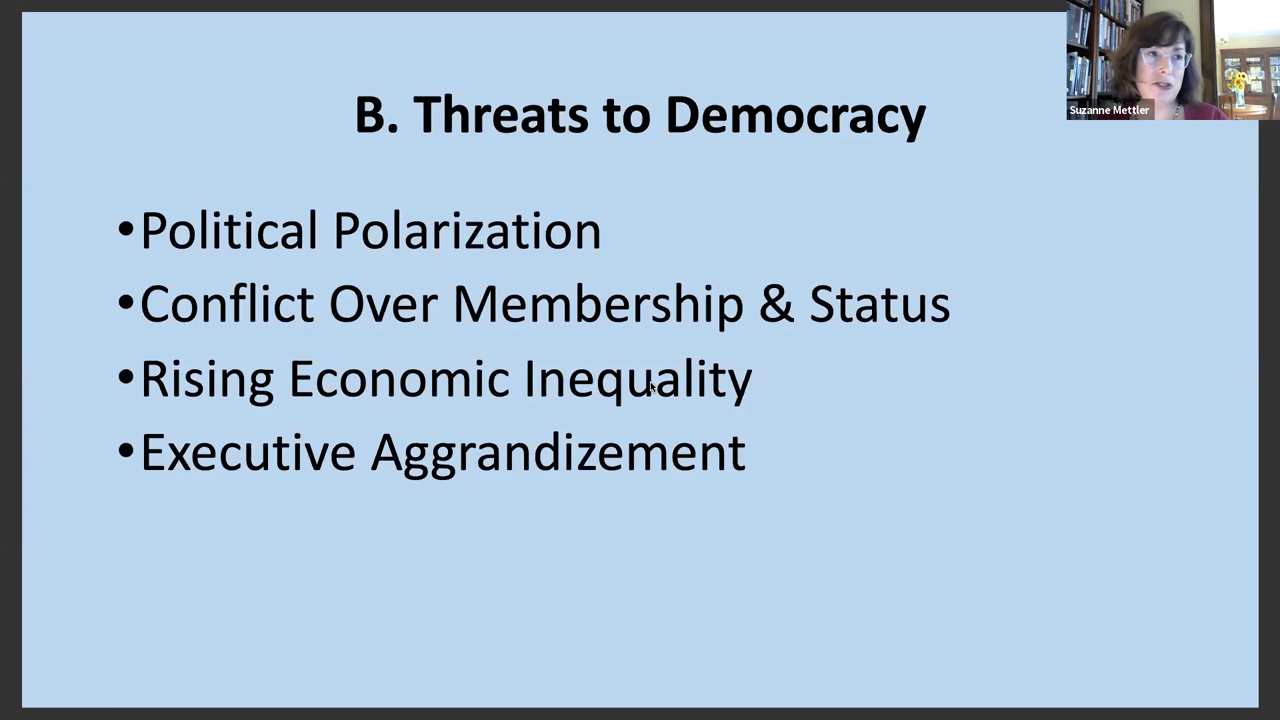 B. Threats to Democracy
Suzanne Mettler
•Political Polarization
•Conflict Over Membership & Status
•Rising Economic Inequality
•Executive Aggrandizement